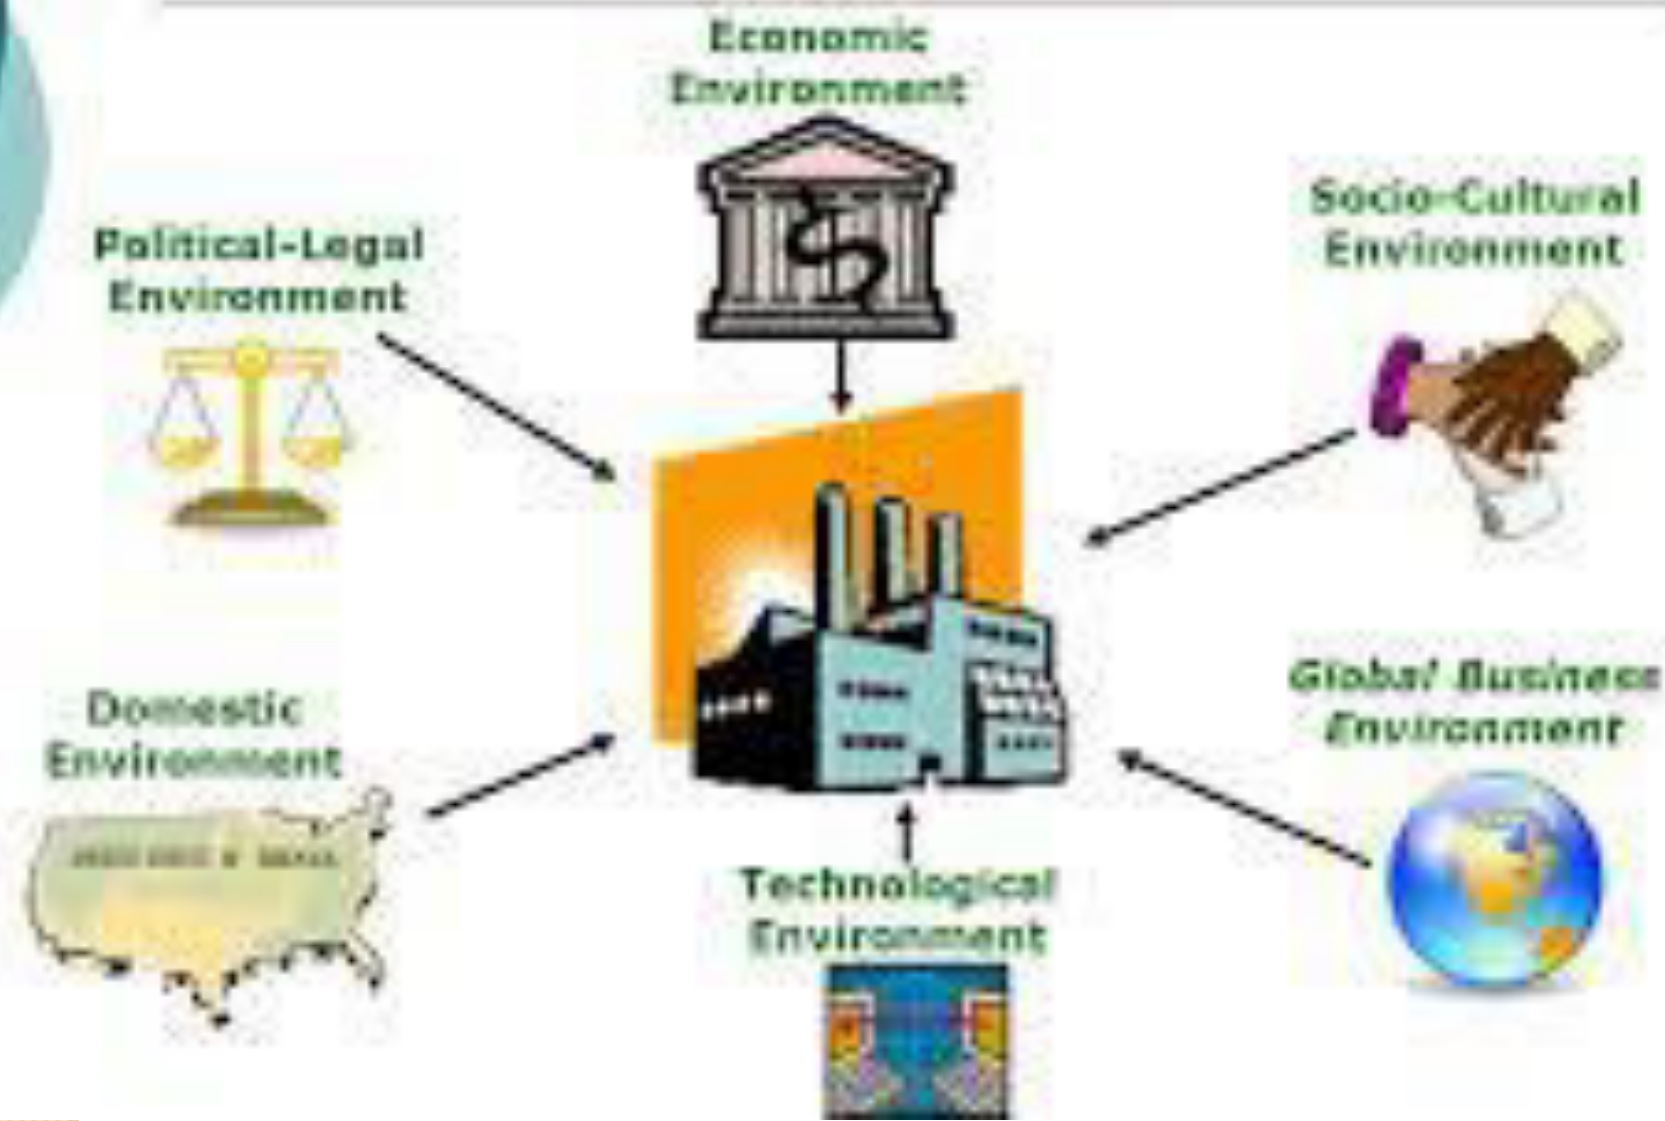 Economic
Environment
Socio-Cultural
Environment
Political-Legal
Environment
Global Business
Environment
Domestic
Environment
Technological
Environment